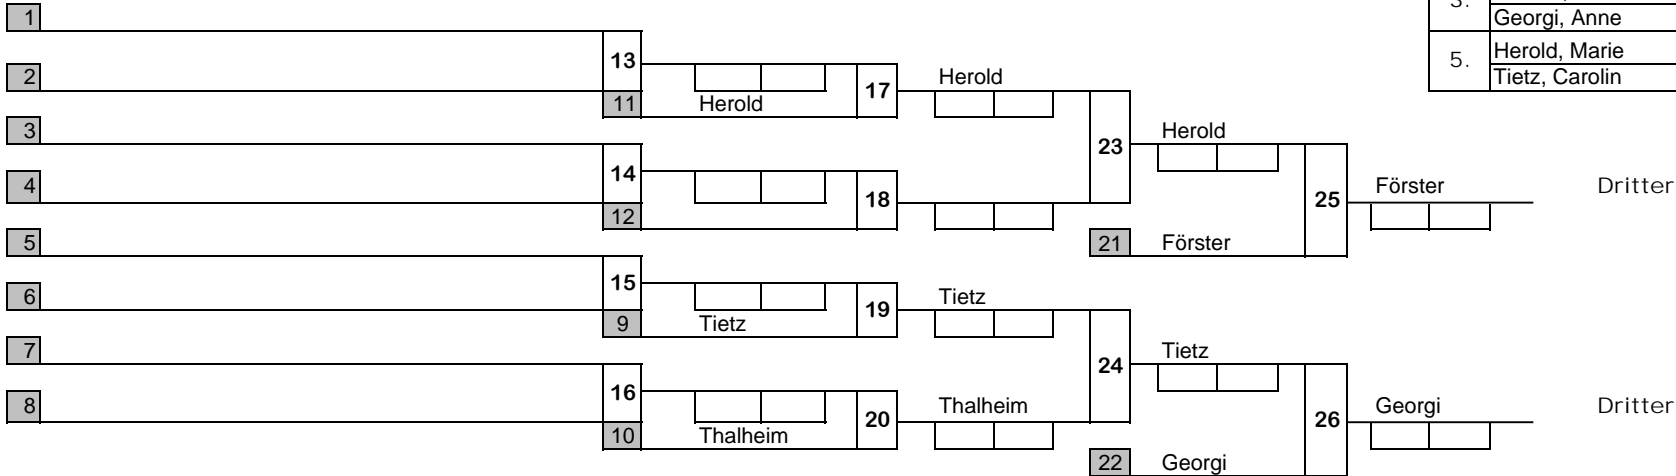 3.
Georgi, Anne
5.
Herold, Marie
Tietz, Carolin
1
2
13
11
Herold
17
Herold
3
4
14
12
18
23
Herold
5
21
Förster
25
Förster
Dritter
6
15
9
Tietz
19
Tietz
7
8
16
10
Thalheim
20
Thalheim
24
Tietz
22
Georgi
26
Georgi
Dritter